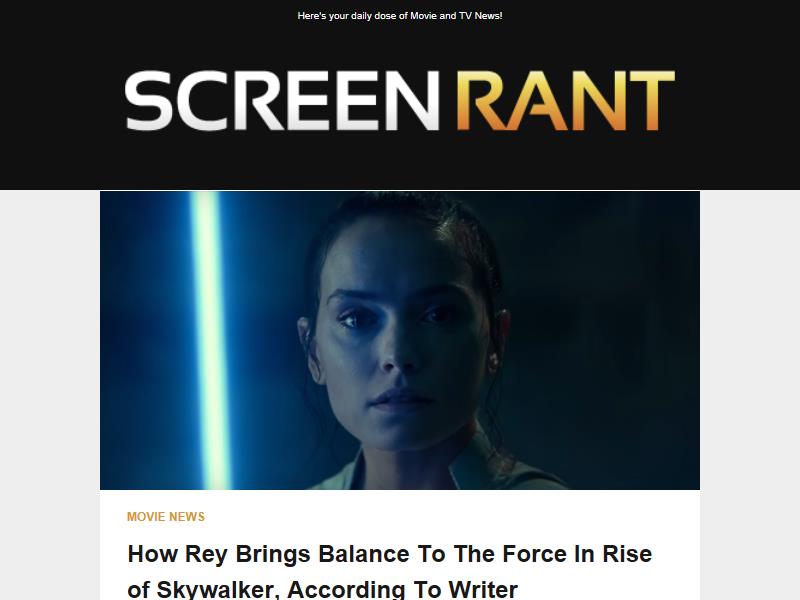 Here's your daily dose of Movie and TV News!
SCREEN RANT
MOVIE NEWS
How Rey Brings Balance To The Force In Rise
of Skywalker, According To Writer